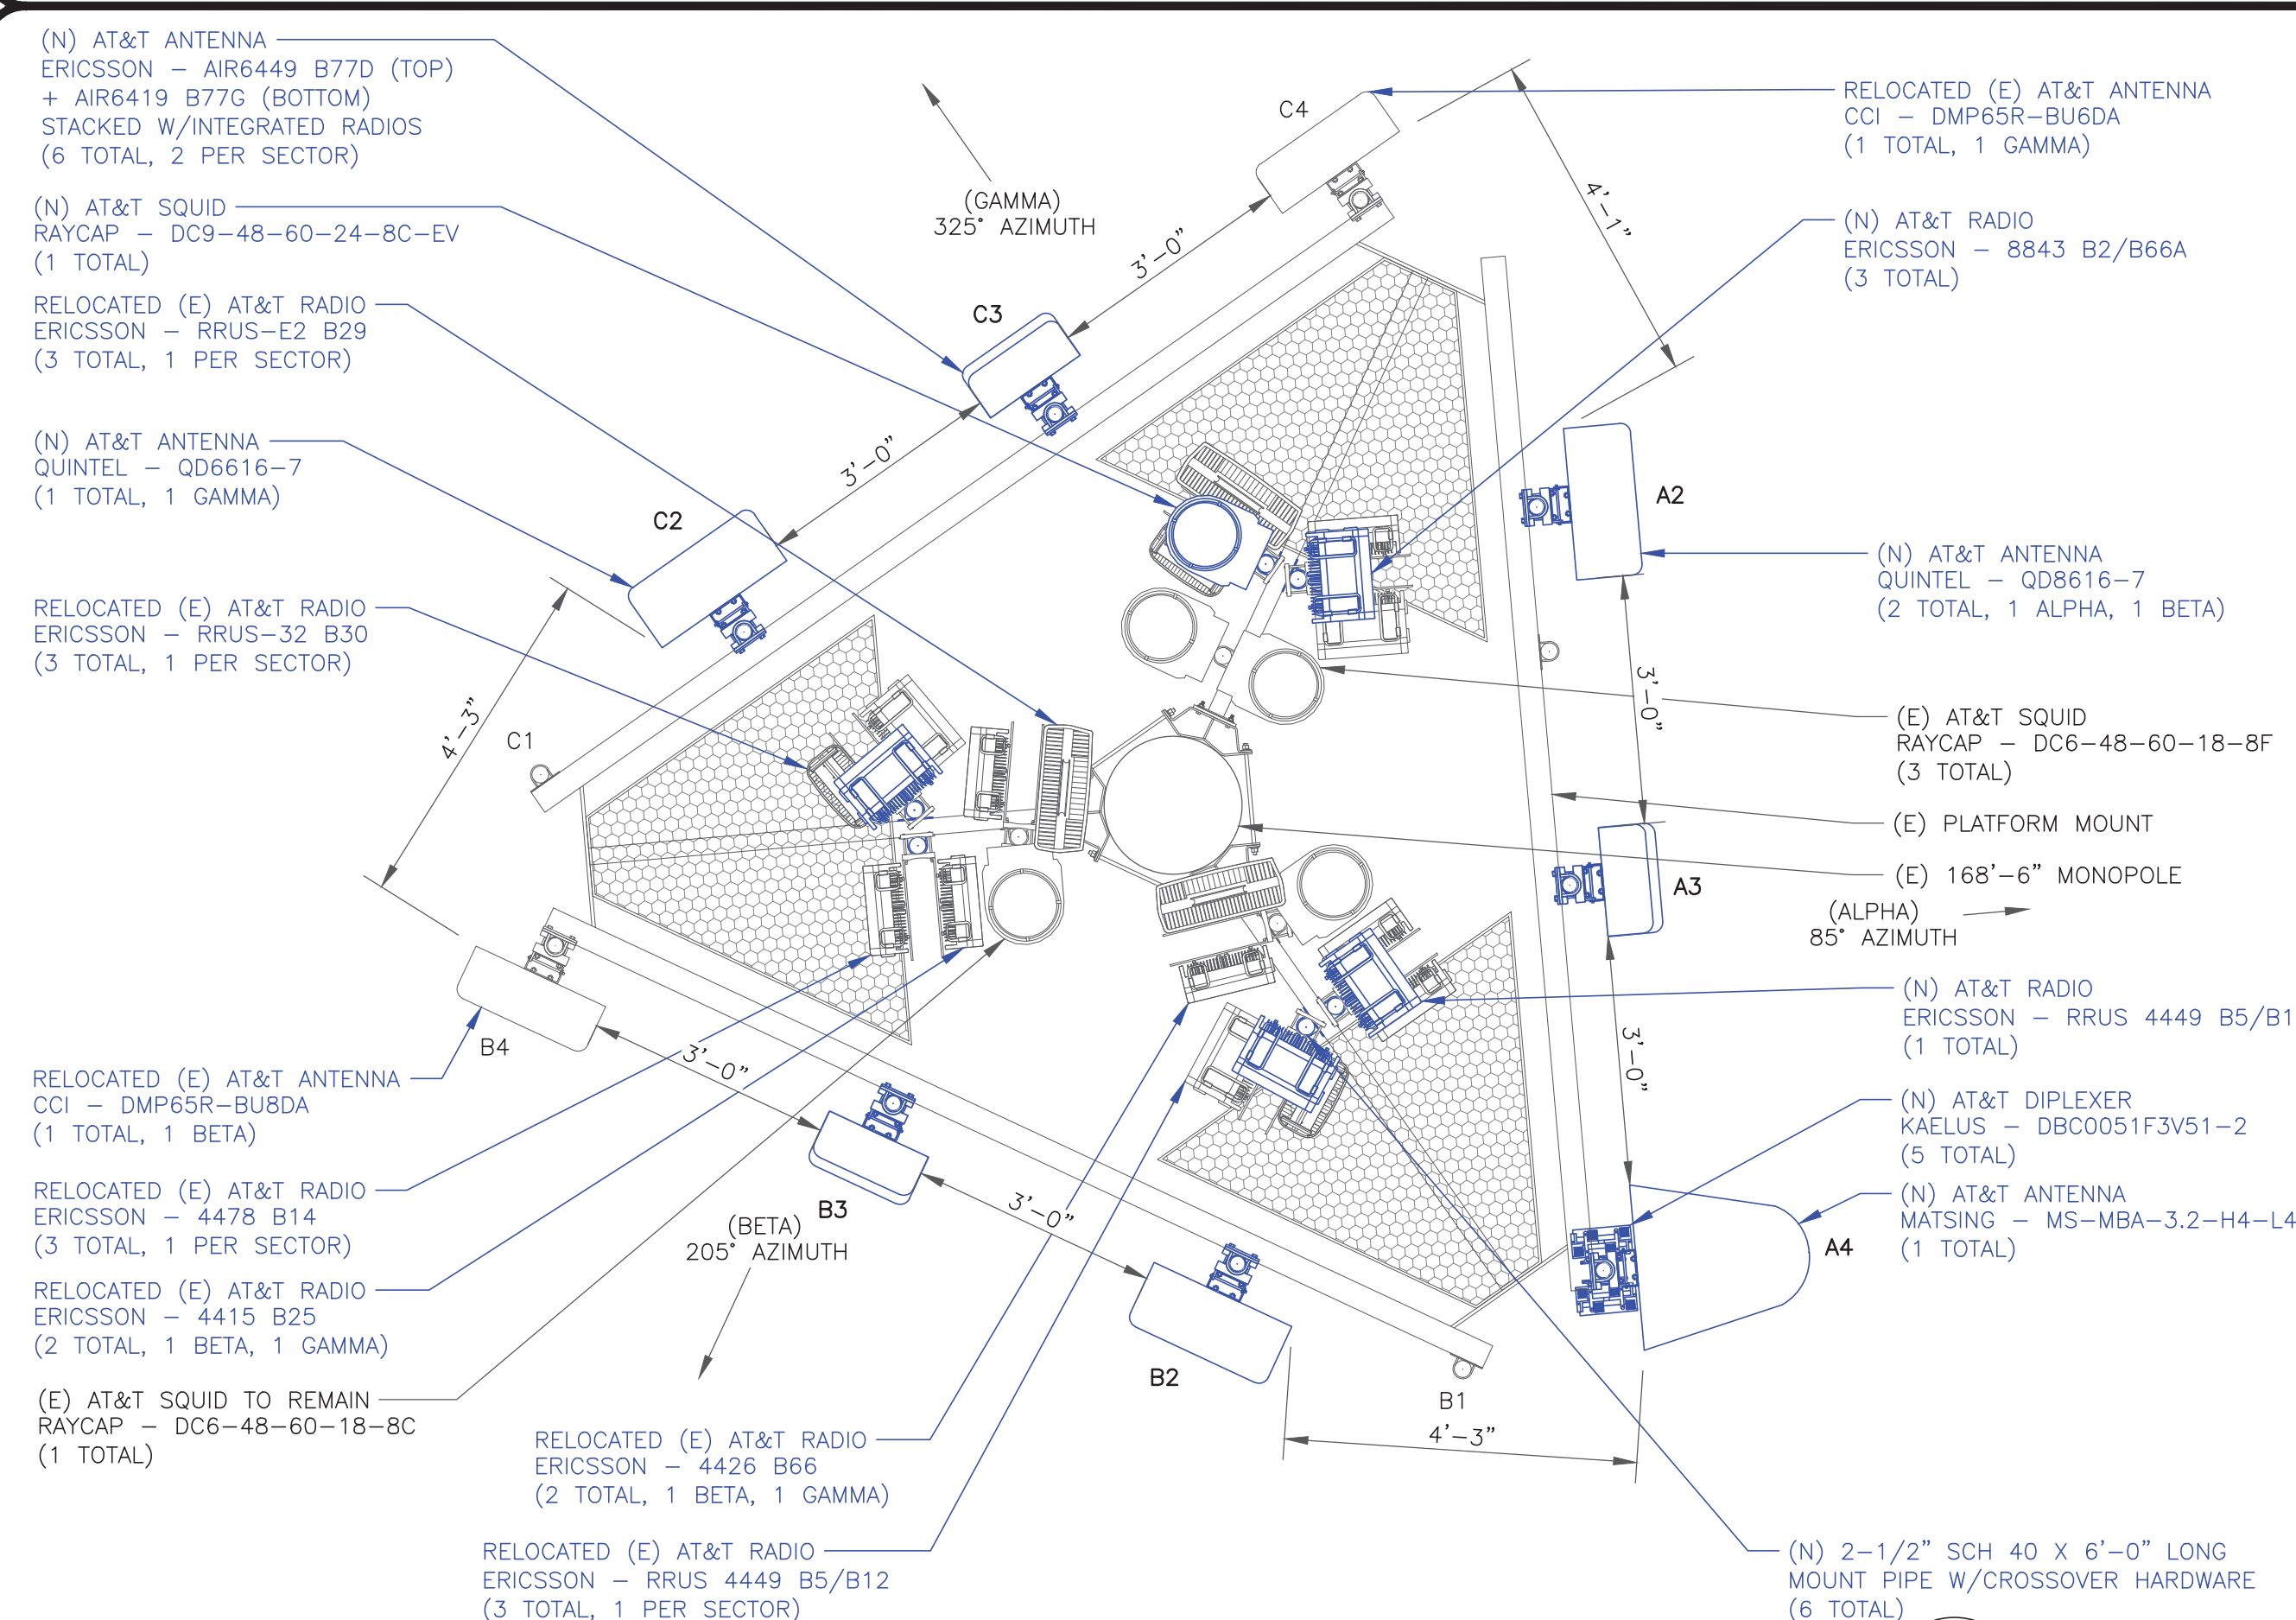 (N) AT&T ANTENNA
ERICSSON – AIR6449 B77D (TOP)
+ AIR6419 B77G (BOTTOM)
STACKED W/INTEGRATED RADIOS
(6 TOTAL, 2 PER SECTOR)
(N) AT&T SQUID
RAYCAP – DC9-48-60-24-8C-EV
(1 TOTAL)
RELOCATED (E) AT&T RADIO
ERICSSON – RRUS-E2 B29
(3 TOTAL, 1 PER SECTOR)
(N) AT&T ANTENNA
QUINTEL – QD6616-7
(1 TOTAL, 1 GAMMA)
RELOCATED (E) AT&T RADIO
ERICSSON – RRUS-32 B30
(3 TOTAL, 1 PER SECTOR)
(GAMMA)
325° AZIMUTH
C4
C3
C2
C1
3'-0"
3'-0"
4'-1"
4'-3"
RELOCATED (E) AT&T ANTENNA
CCI – DMP65R-BU6DA
(1 TOTAL, 1 GAMMA)
(N) AT&T RADIO
ERICSSON – 8843 B2/B66A
(3 TOTAL)
A2
(N) AT&T ANTENNA
QUINTEL – QD8616-7
(2 TOTAL, 1 ALPHA, 1 BETA)
3'-0"
(E) AT&T SQUID
RAYCAP – DC6-48-60-18-8F
(3 TOTAL)
(E) PLATFORM MOUNT
(E) 168'-6" MONOPOLE
A3
(ALPHA)
85° AZIMUTH
(N) AT&T RADIO
ERICSSON – RRUS 4449 B5/B1
(1 TOTAL)
3'-0"
(N) AT&T DIPLEXER
KAELUS – DBC0051F3V51-2
(5 TOTAL)
(N) AT&T ANTENNA
MATSING – MS-MBA-3.2-H4-L4
(1 TOTAL)
A4
B4
3'-0"
B3
3'-0"
(BETA)
205° AZIMUTH
B2
B1
4'-3"
RELOCATED (E) AT&T ANTENNA
CCI – DMP65R-BU8DA
(1 TOTAL, 1 BETA)
RELOCATED (E) AT&T RADIO
ERICSSON – 4478 B14
(3 TOTAL, 1 PER SECTOR)
RELOCATED (E) AT&T RADIO
ERICSSON – 4415 B25
(2 TOTAL, 1 BETA, 1 GAMMA)
(E) AT&T SQUID TO REMAIN
RAYCAP – DC6-48-60-18-8C
(1 TOTAL)
RELOCATED (E) AT&T RADIO
ERICSSON – 4426 B66
(2 TOTAL, 1 BETA, 1 GAMMA)
RELOCATED (E) AT&T RADIO
ERICSSON – RRUS 4449 B5/B12
(3 TOTAL, 1 PER SECTOR)
(N) 2-1/2" SCH 40 X 6'-0" LONG
MOUNT PIPE W/CROSSOVER HARDWARE
(6 TOTAL)